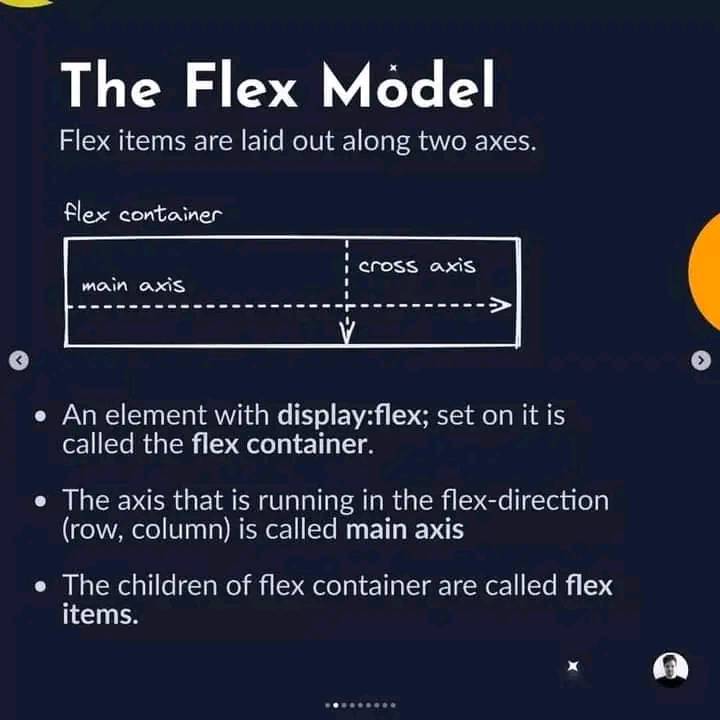 The Flex Model
Flex items are laid out along two axes.
flex container
cross axis
main axis
• An element with display:flex; set on it is
called the flex container.
• The axis that is running in the flex-direction
(row, column) is called main axis
• The children of flex container are called flex
items.